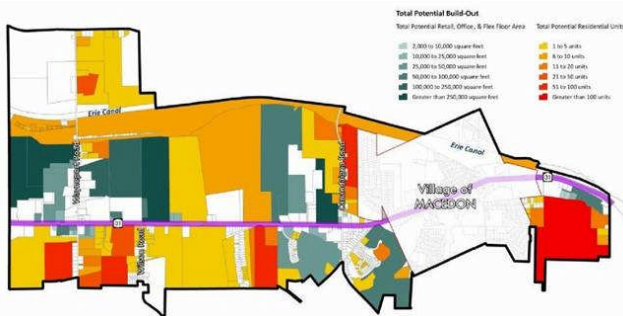 Total Potential Build-Out
Total Potential Retail, Office, & Flex Floor Area
Total Potential Residential Units
2,000 to 10,000 square feet
10,000 to 25,000 square feet
25,000 to 50,000 square feet
50,000 to 100,000 square feet
100,000 to 250,000 square feet
Greater than 250,000 square feet
1 to 5 units
6 to 10 units
11 to 20 units
21 to 50 units
51 to 100 units
Greater than 100 units
Erie Canal
Erie Canal
Village of
MACEDON
31
31
Wilson Road